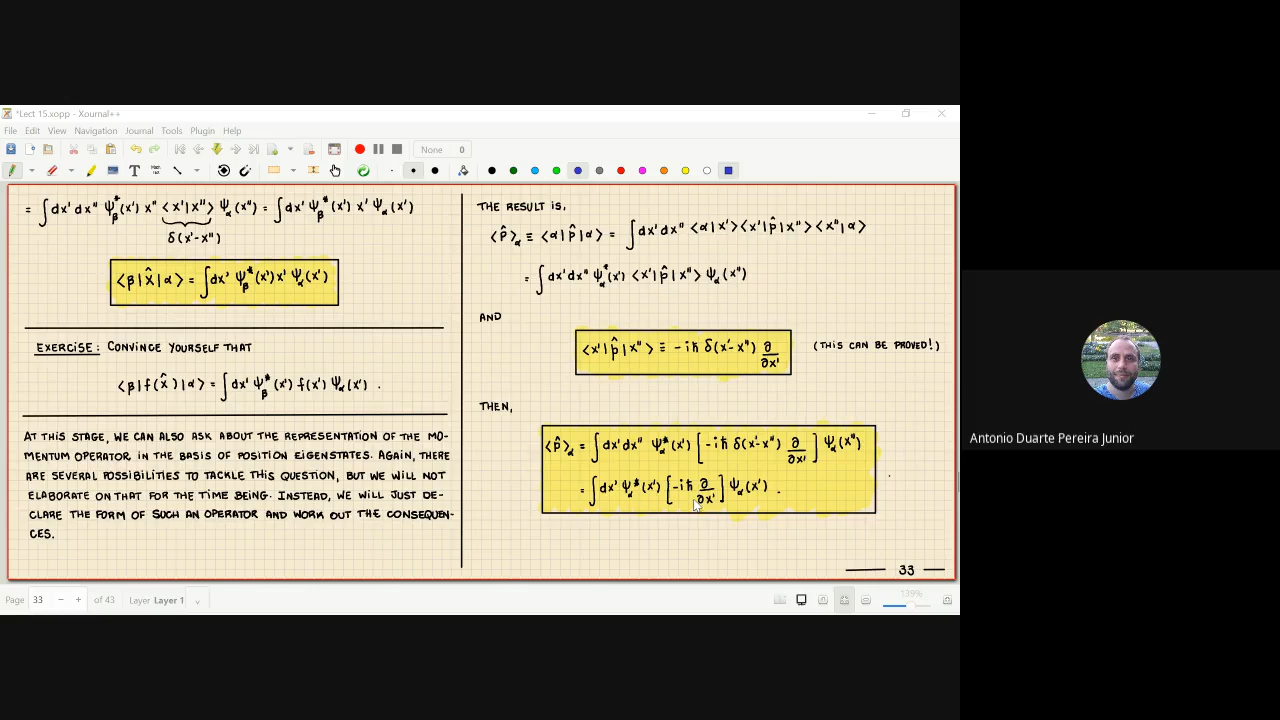 *Lect 15.xopp - Xournal++
File Edit View Navigation Journal Tools Plugin Help
None 0
= ∫dx' dx'' ψ*_β(x') x'' <x'|x''> ψ_α(x'') = ∫dx' ψ*_β(x') x' ψ_α(x')
δ(x'-x'')
<β|X̂|α> = ∫dx' ψ*_β(x') x' ψ_α(x')
EXERCISE: CONVINCE YOURSELF THAT
<β|f(X̂)|α> = ∫dx' ψ*_β(x') f(x') ψ_α(x') .
AT THIS STAGE, WE CAN ALSO ASK ABOUT THE REPRESENTATION OF THE MO-
MENTUM OPERATOR IN THE BASIS OF POSITION EIGENSTATES. AGAIN, THERE
ARE SEVERAL POSSIBILITIES TO TACKLE THIS QUESTION, BUT WE WILL NOT
ELABORATE ON THAT FOR THE TIME BEING. INSTEAD, WE WILL JUST DE-
CLARE THE FORM OF SUCH AN OPERATOR AND WORK OUT THE CONSEQUEN-
CES.
THE RESULT IS,
<p̂>_α ≡ <α|p̂|α> = ∫dx' dx'' <α|x'><x'|p̂|x''><x''|α>
= ∫dx' dx'' ψ*_α(x') <x'|p̂|x''> ψ_α(x'')
AND
<x'|p̂|x''> ≡ -iħ δ(x'-x'') ∂/∂x' (THIS CAN BE PROVED!)
THEN,
<p̂>_α = ∫dx' dx'' ψ*_α(x') [-iħ δ(x'-x'') ∂/∂x'] ψ_α(x'')
= ∫dx' ψ*_α(x') [-iħ ∂/∂x'] ψ_α(x') .
33
Page 33 of 43 Layer Layer 1
139%
Antonio Duarte Pereira Junior